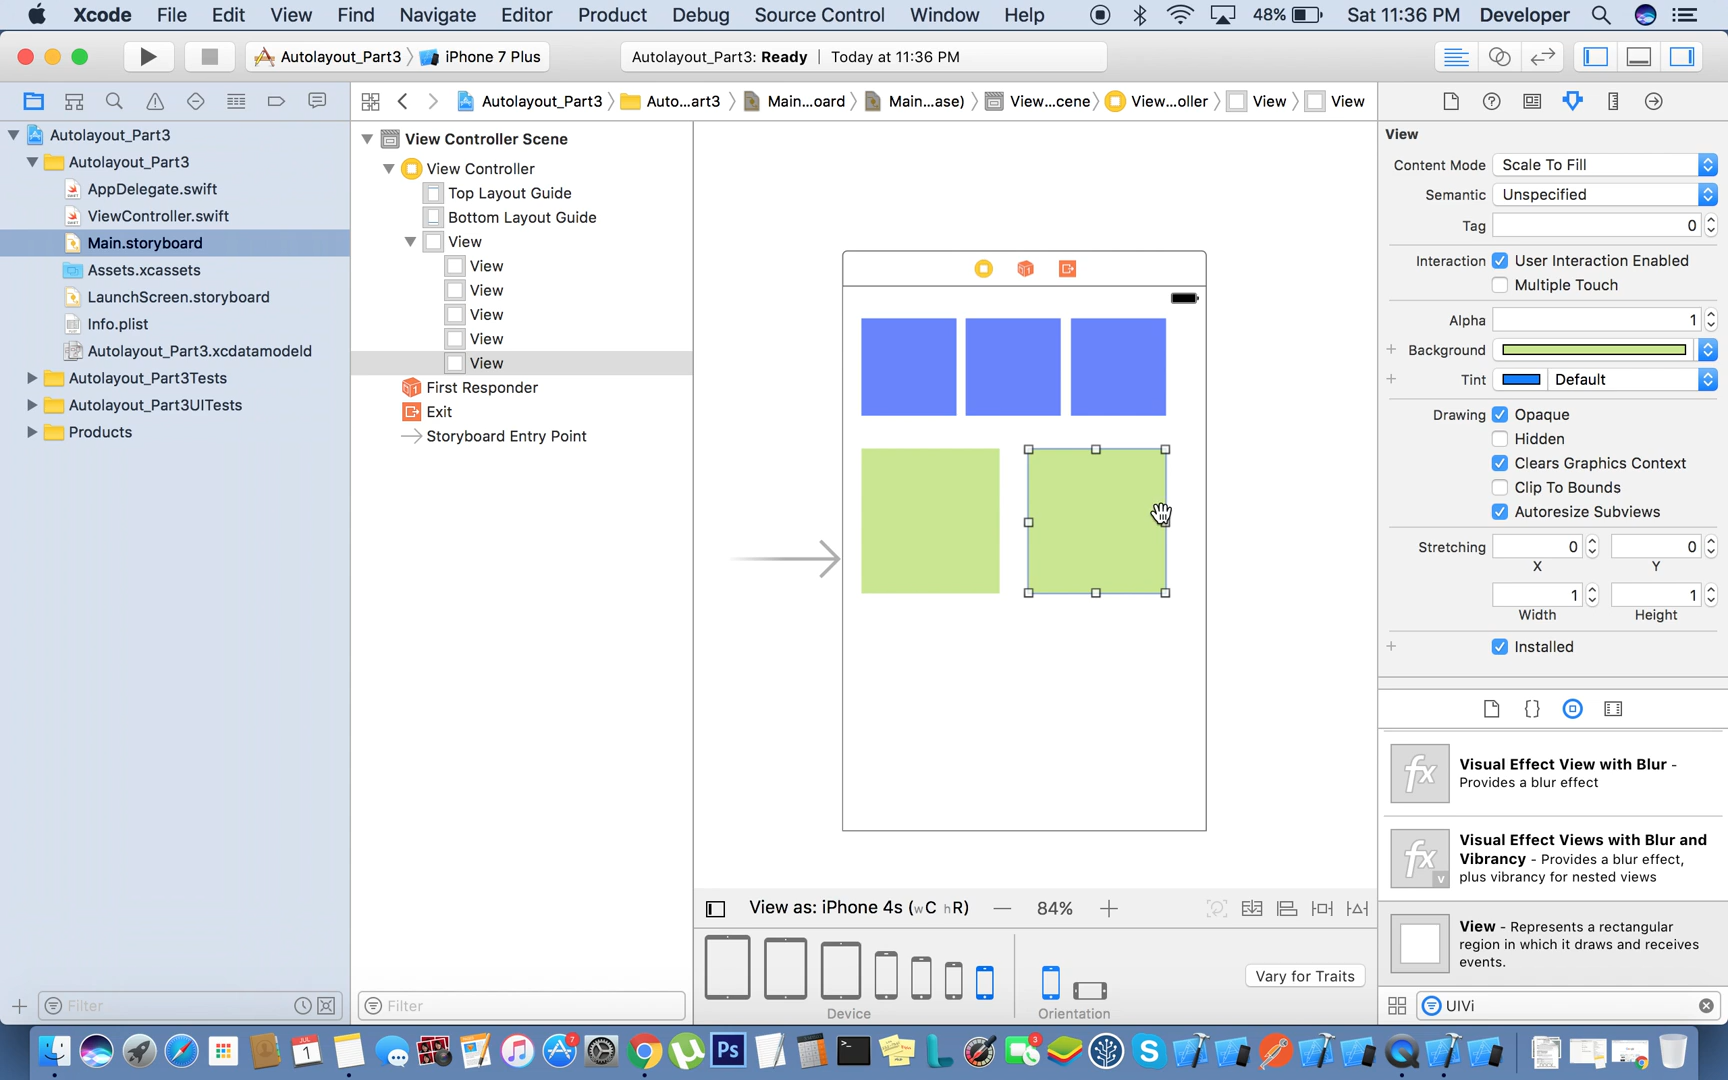 Xcode File Edit View Find Navigate Editor Product Debug Source Control Window Help 48% Sat 11:36 PM Developer
Autolayout_Part3 iPhone 7 Plus Autolayout_Part3: Ready Today at 11:36 PM
Autolayout_Part3 Auto...art3 Main...oard Main...ase) View...cene View...oller View View
Autolayout_Part3
Autolayout_Part3
AppDelegate.swift
ViewController.swift
Main.storyboard
Assets.xcassets
LaunchScreen.storyboard
Info.plist
Autolayout_Part3.xcdatamodeld
Autolayout_Part3Tests
Autolayout_Part3UITests
Products
Filter
View Controller Scene
View Controller
Top Layout Guide
Bottom Layout Guide
View
View
View
View
View
View
First Responder
Exit
Storyboard Entry Point
Filter
View as: iPhone 4s (wC hR) 84%
Device
Orientation
Vary for Traits
View
Content Mode Scale To Fill
Semantic Unspecified
Tag 0
Interaction User Interaction Enabled
Multiple Touch
Alpha 1
Background
Tint Default
Drawing Opaque
Hidden
Clears Graphics Context
Clip To Bounds
Autoresize Subviews
Stretching 0 0
X Y
1 1
Width Height
Installed
{}
fx
Visual Effect View with Blur -
Provides a blur effect
fx
v
Visual Effect Views with Blur and
Vibrancy - Provides a blur effect,
plus vibrancy for nested views
View - Represents a rectangular
region in which it draws and receives
events.
UIVi
JUL
1
7
Ps
3